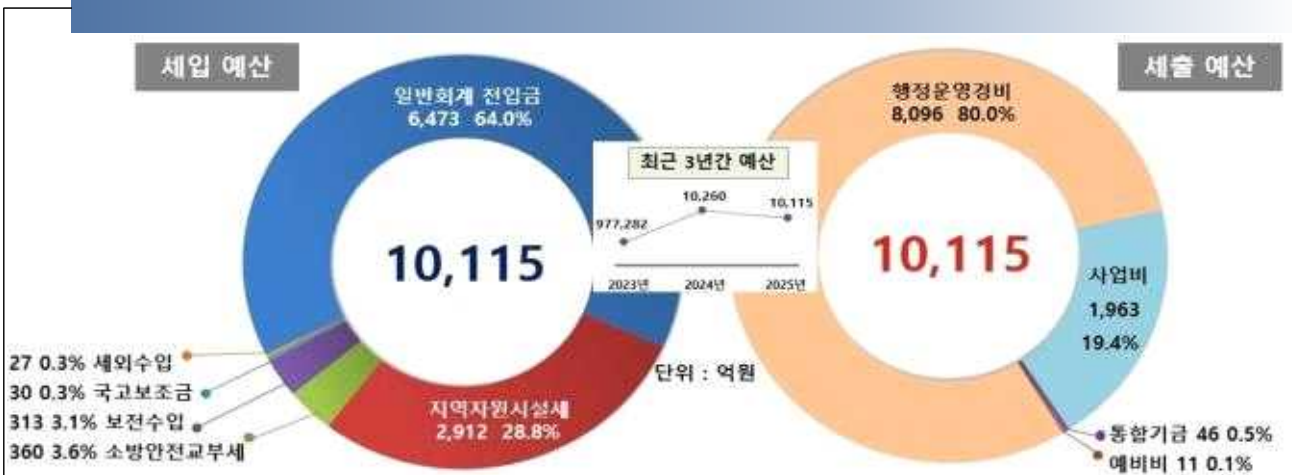 세입 예산
일반회계 전입금
6,473 64.0%
10,115
27 0.3% 세외수입
30 0.3% 국고보조금
313 3.1% 보전수입
360 3.6% 소방안전교부세
지역자원시설세
2,912 28.8%
최근 3년간 예산
977,282
10,260
10,115
2023년 2024년 2025년
단위 : 억원
세출 예산
행정운영경비
8,096 80.0%
10,115
사업비
1,963
19.4%
통합기금 46 0.5%
예비비 11 0.1%